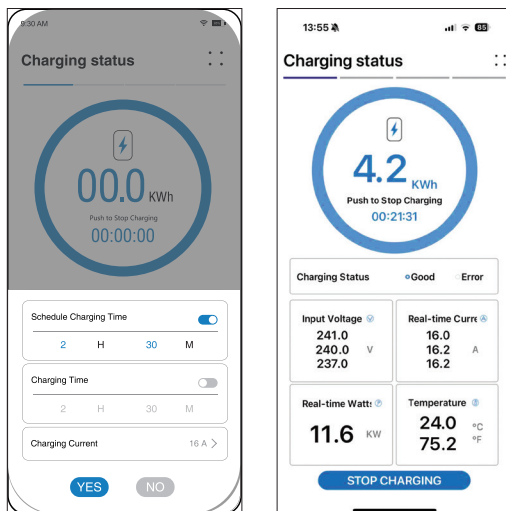 9:30 AM
Charging status
00.0 KWh
Push to Stop Charging
00:00:00
Schedule Charging Time
2 H 30 M
Charging Time
2 H 30 M
Charging Current 16 A >
YES NO
13:55 85
Charging status
4.2 KWh
Push to Stop Charging
00:21:31
Charging Status Good Error
Input Voltage V
241.0
240.0 V
237.0
Real-time Curre A
16.0
16.2 A
16.2
Real-time Watts P
11.6 KW
Temperature
24.0 °C
75.2 °F
STOP CHARGING